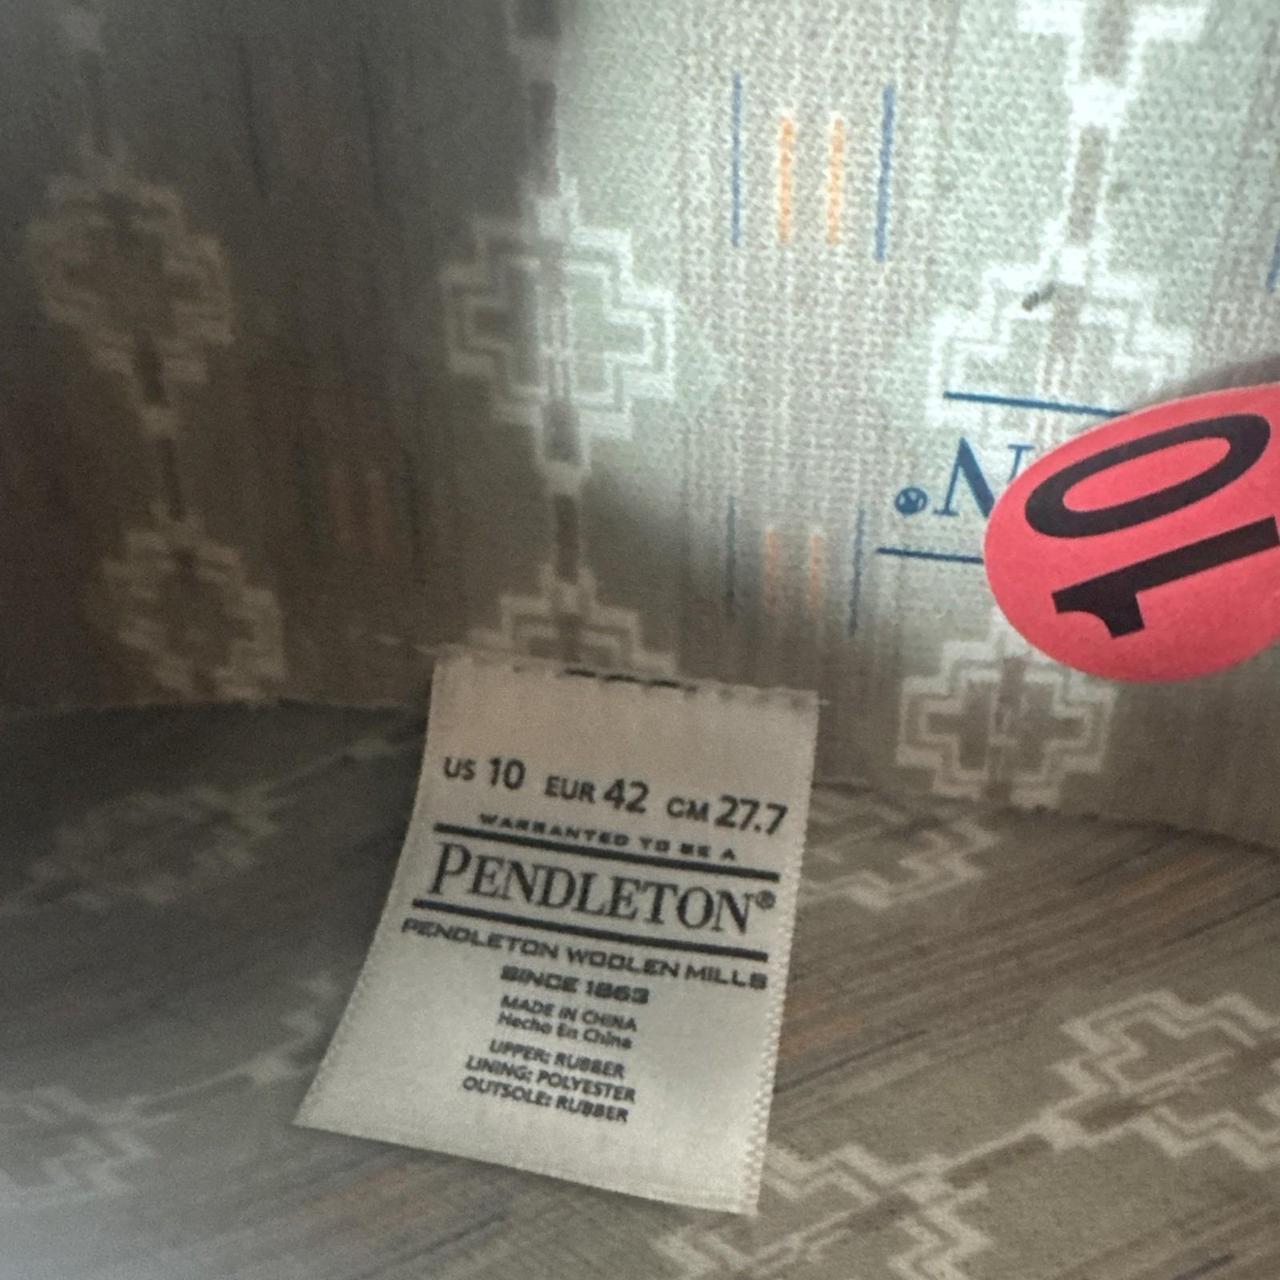 N®
10
US 10 EUR 42 CM 27.7
WARRANTED TO BE A
PENDLETON®
PENDLETON WOOLEN MILLS
SINCE 1863
MADE IN CHINA
Hecho En China
UPPER: RUBBER
LINING: POLYESTER
OUTSOLE: RUBBER